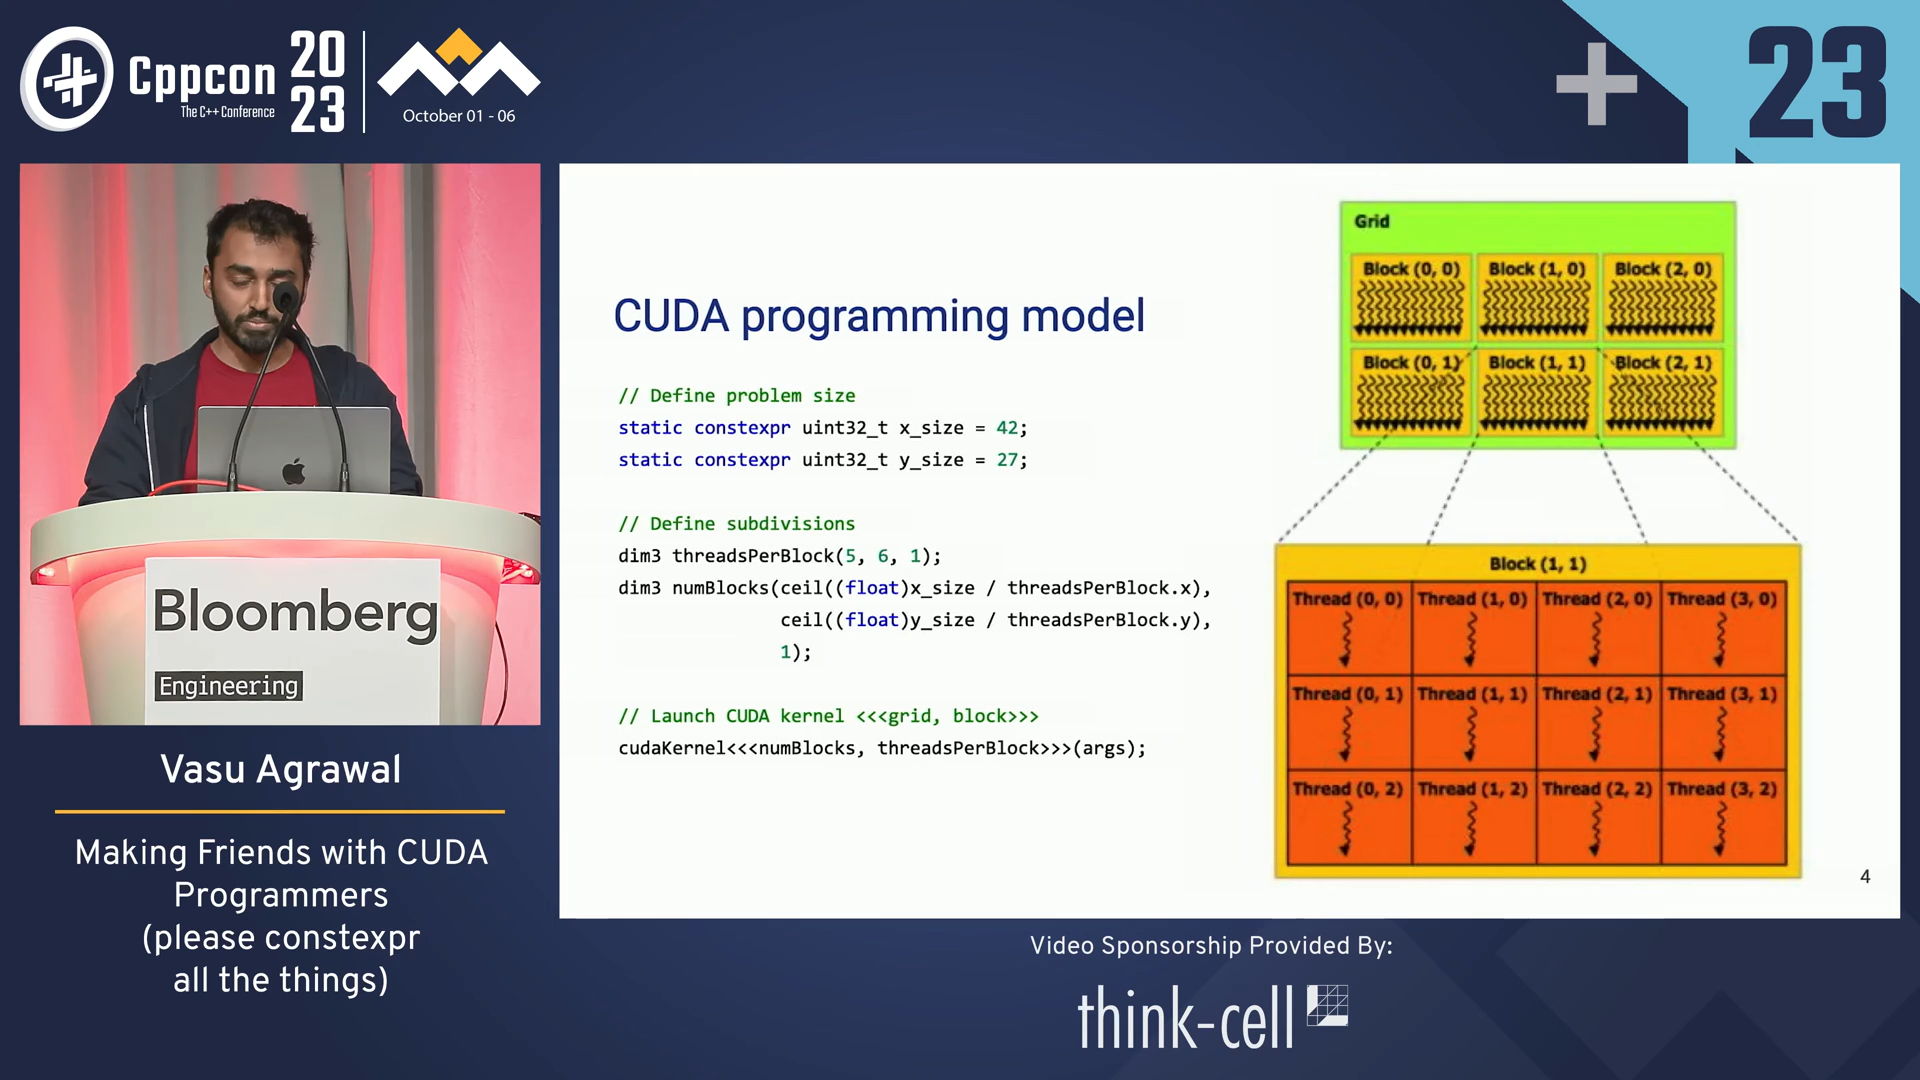 Cppcon
The C++ Conference
20
23
October 01 - 06
23
Bloomberg
Engineering
Vasu Agrawal
Making Friends with CUDA
Programmers
(please constexpr
all the things)
CUDA programming model
// Define problem size
static constexpr uint32_t x_size = 42;
static constexpr uint32_t y_size = 27;
// Define subdivisions
dim3 threadsPerBlock(5, 6, 1);
dim3 numBlocks(ceil((float)x_size / threadsPerBlock.x),
ceil((float)y_size / threadsPerBlock.y),
1);
// Launch CUDA kernel <<<grid, block>>>
cudaKernel<<<numBlocks, threadsPerBlock>>>(args);
Grid
Block (0, 0) Block (1, 0) Block (2, 0)
Block (0, 1) Block (1, 1) Block (2, 1)
Block (1, 1)
Thread (0, 0) Thread (1, 0) Thread (2, 0) Thread (3, 0)
Thread (0, 1) Thread (1, 1) Thread (2, 1) Thread (3, 1)
Thread (0, 2) Thread (1, 2) Thread (2, 2) Thread (3, 2)
4
Video Sponsorship Provided By:
think-cell